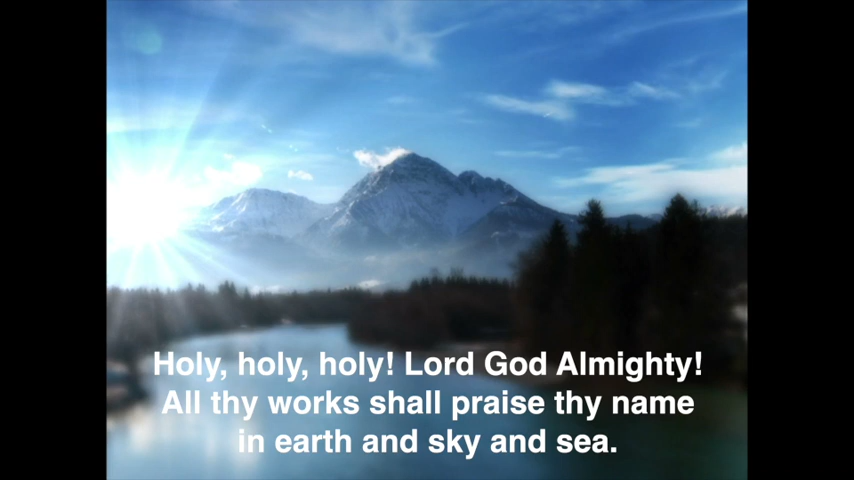 Holy, holy, holy! Lord God Almighty!
All thy works shall praise thy name
in earth and sky and sea.